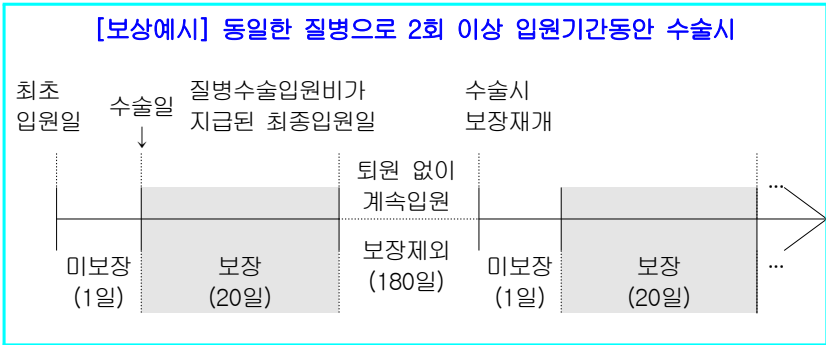 [보상예시] 동일한 질병으로 2회 이상 입원기간동안 수술시
최초
입원일
수술일
↓
질병수술입원비가
지급된 최종입원일
수술시
보장재개
퇴원 없이
계속입원
...
미보장
(1일)
보장
(20일)
보장제외
(180일)
미보장
(1일)
보장
(20일)
...